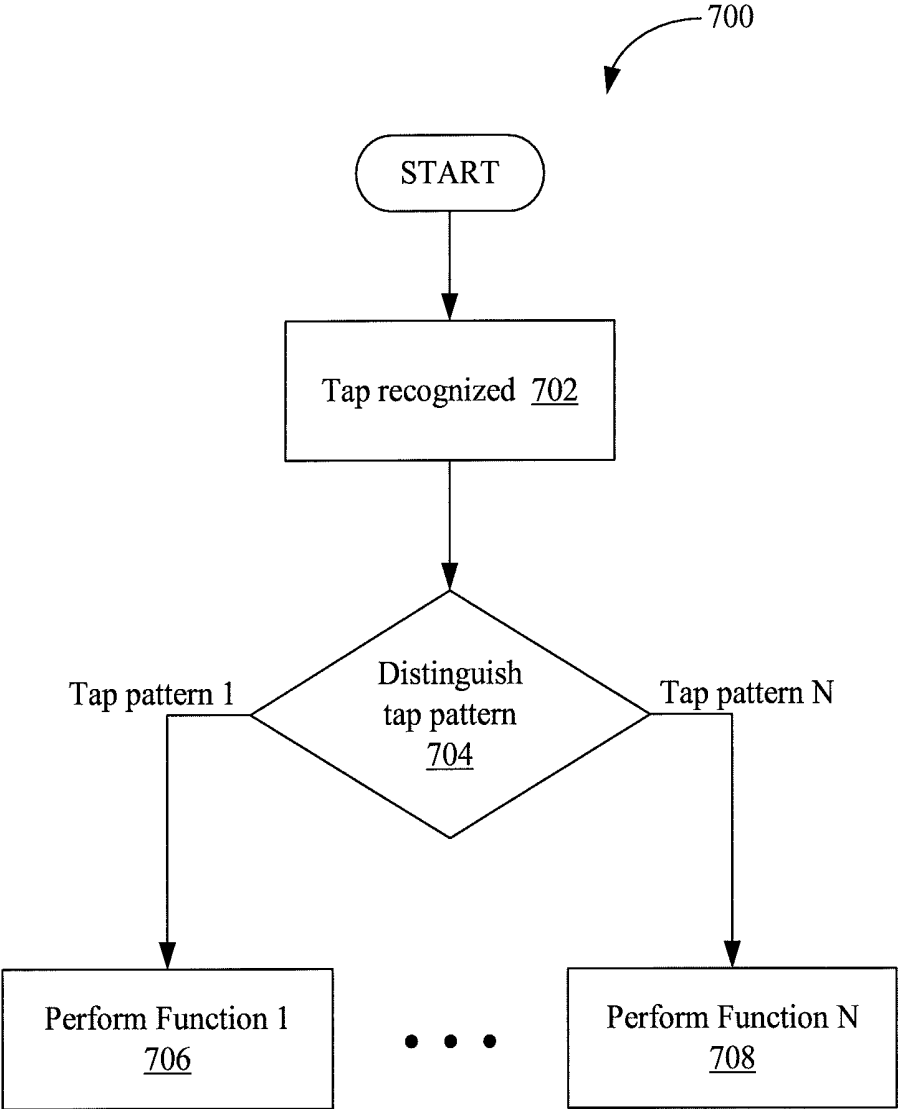 700
START
Tap recognized 702
Distinguish
tap pattern
704
Tap pattern 1
Tap pattern N
Perform Function 1
706
Perform Function N
708